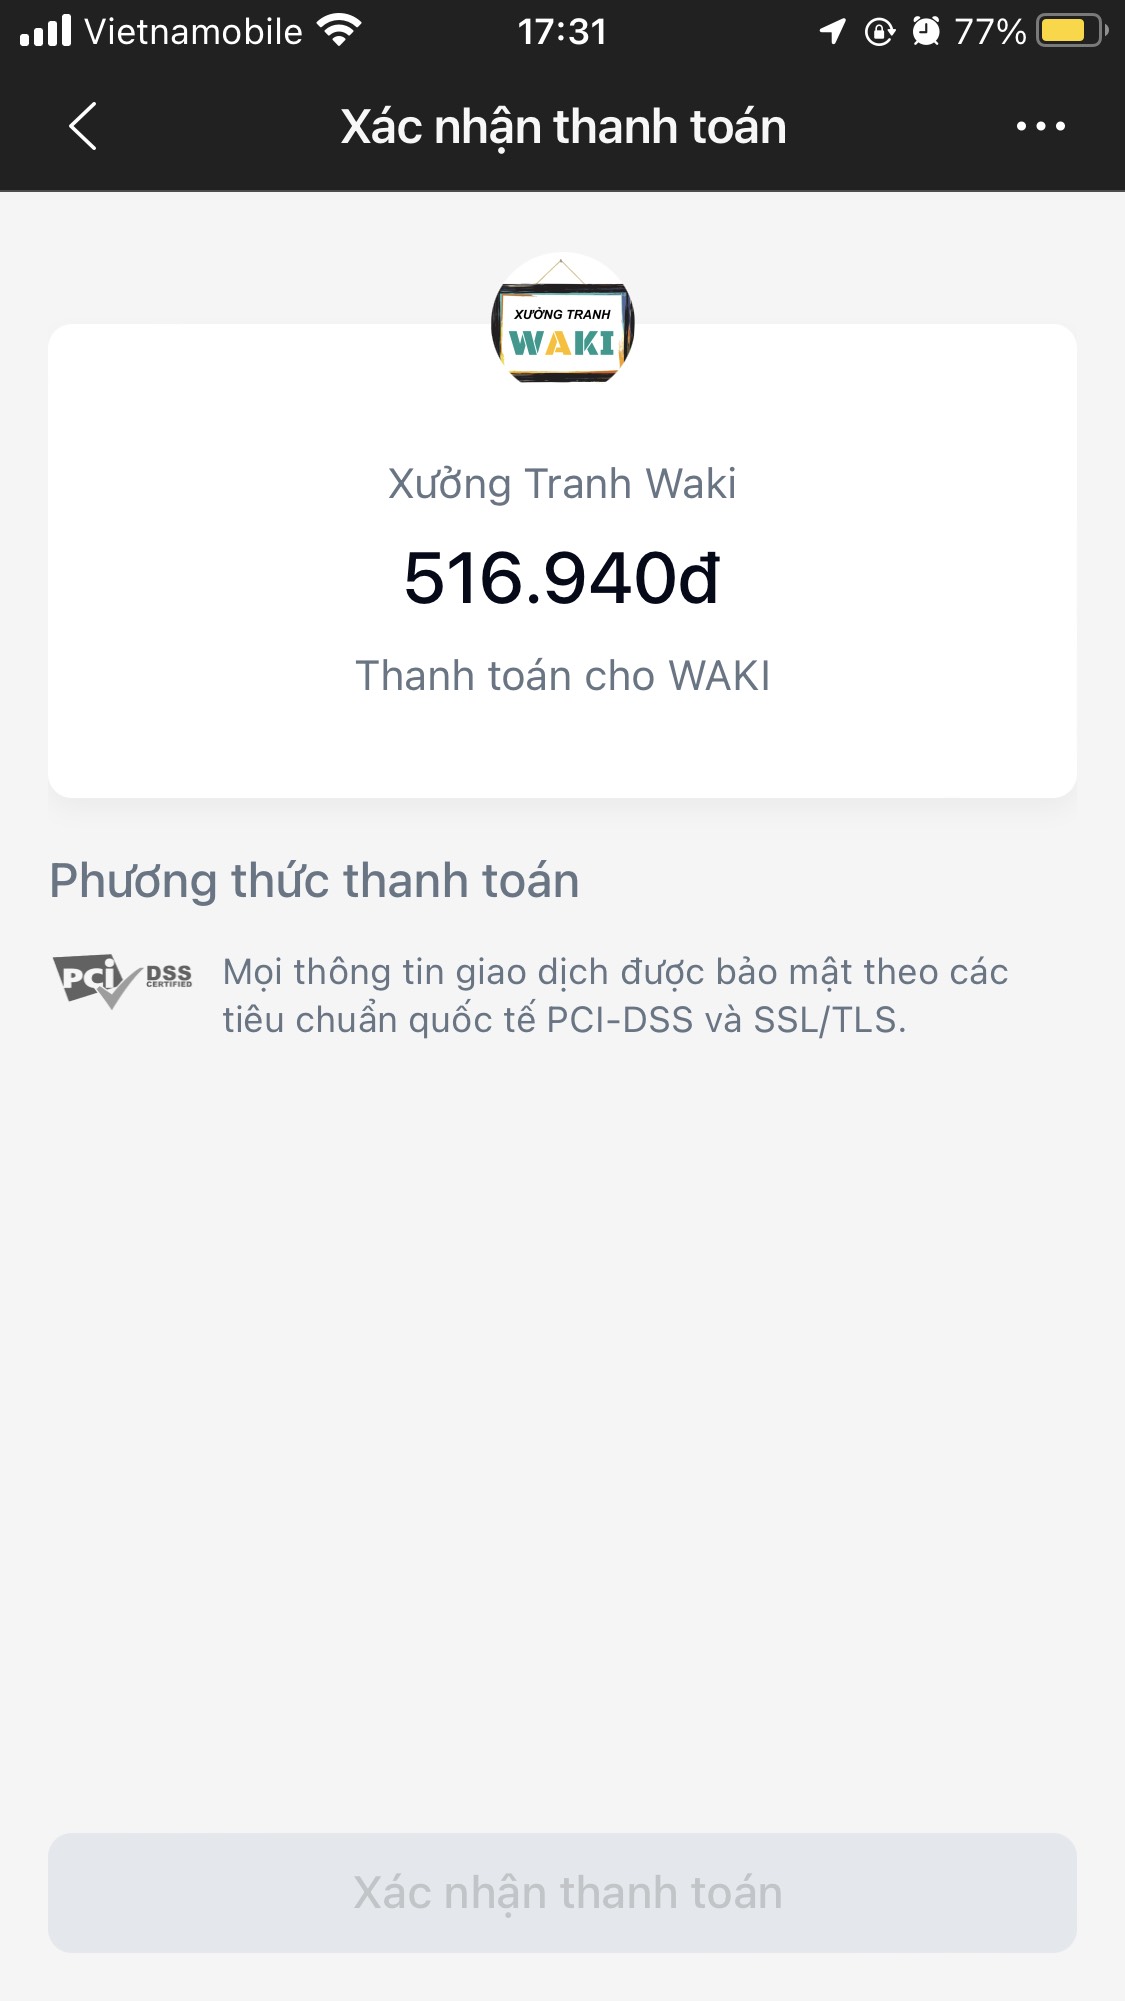 Vietnamobile 17:31 77%
Xác nhận thanh toán
XƯỞNG TRANH
WAKI
Xưởng Tranh Waki
516.940đ
Thanh toán cho WAKI
Phương thức thanh toán
PCi DSS CERTIFIED
Mọi thông tin giao dịch được bảo mật theo các
tiêu chuẩn quốc tế PCI-DSS và SSL/TLS.
Xác nhận thanh toán